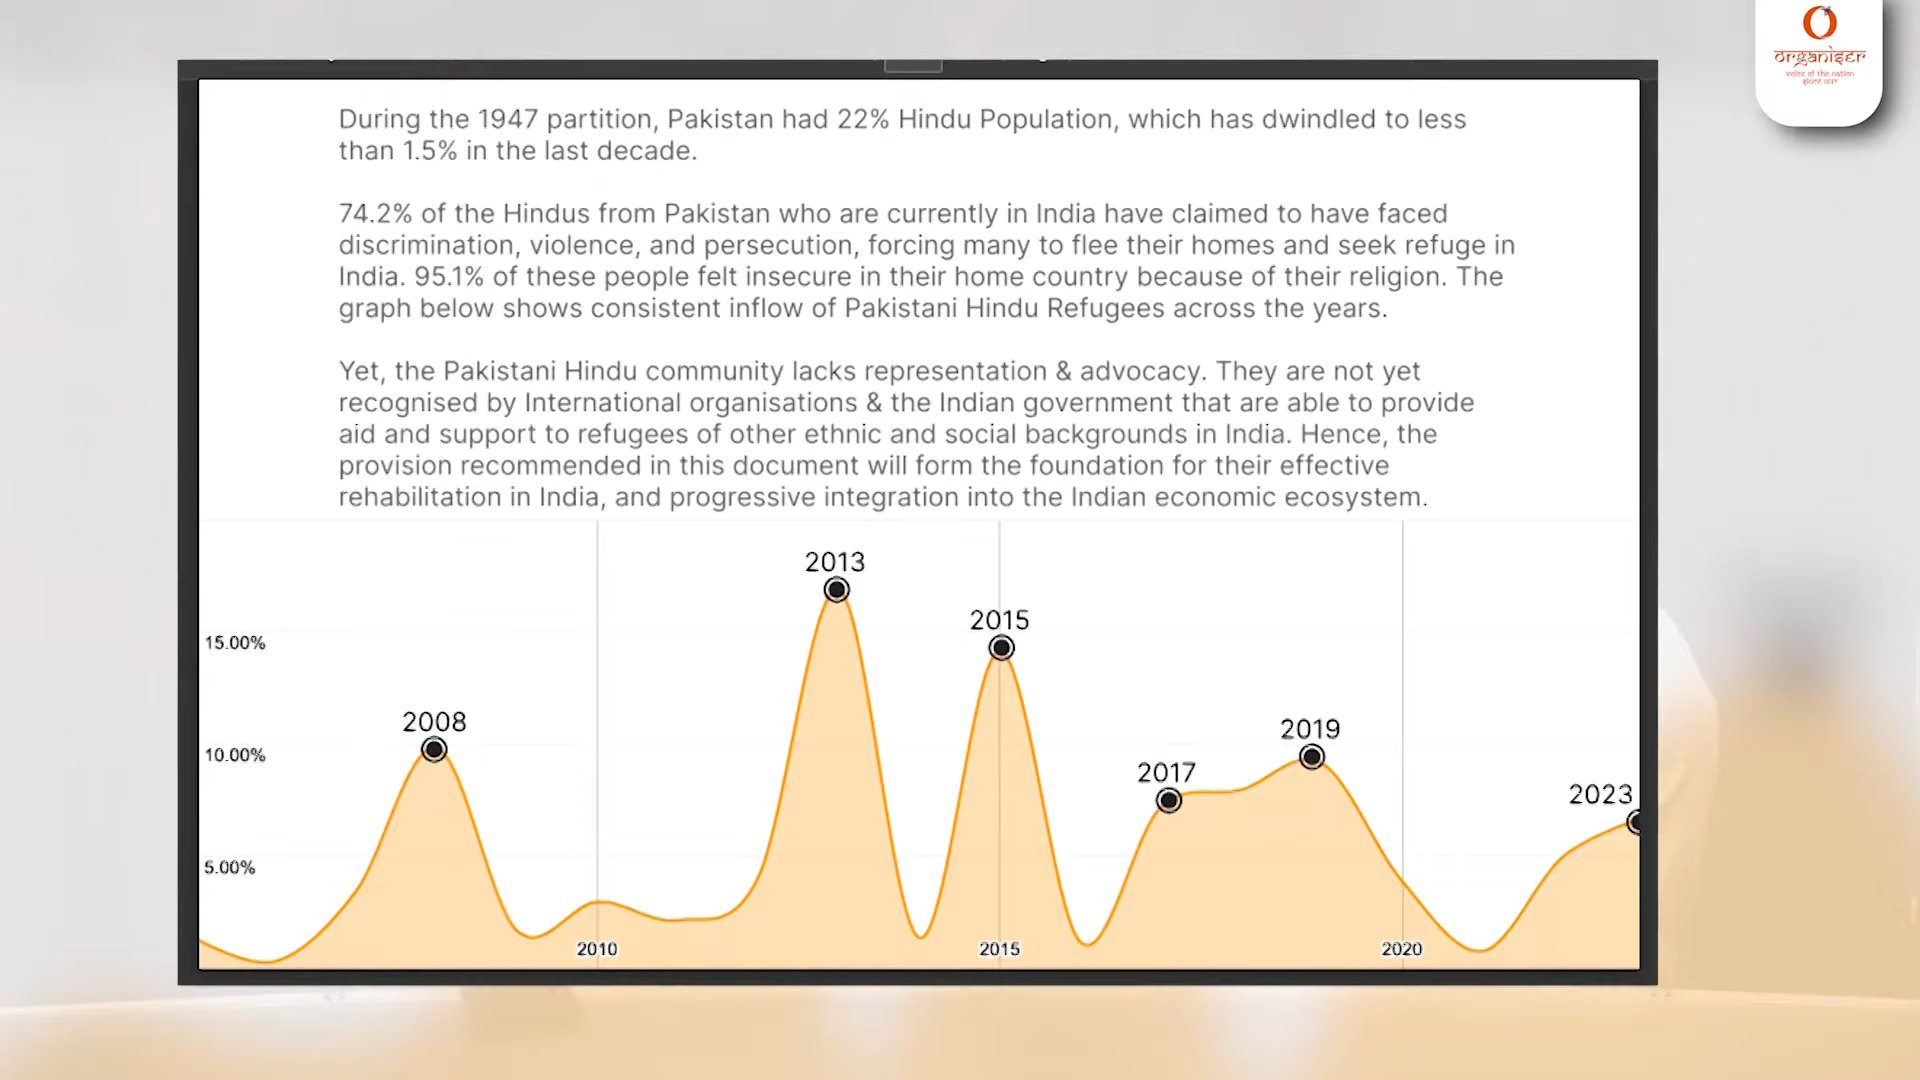 organiser
voice of the nation
since 1947
During the 1947 partition, Pakistan had 22% Hindu Population, which has dwindled to less
than 1.5% in the last decade.
74.2% of the Hindus from Pakistan who are currently in India have claimed to have faced
discrimination, violence, and persecution, forcing many to flee their homes and seek refuge in
India. 95.1% of these people felt insecure in their home country because of their religion. The
graph below shows consistent inflow of Pakistani Hindu Refugees across the years.
Yet, the Pakistani Hindu community lacks representation & advocacy. They are not yet
recognised by International organisations & the Indian government that are able to provide
aid and support to refugees of other ethnic and social backgrounds in India. Hence, the
provision recommended in this document will form the foundation for their effective
rehabilitation in India, and progressive integration into the Indian economic ecosystem.
2013
2015
15.00%
2008
2019
10.00%
2017
2023
5.00%
2010
2015
2020